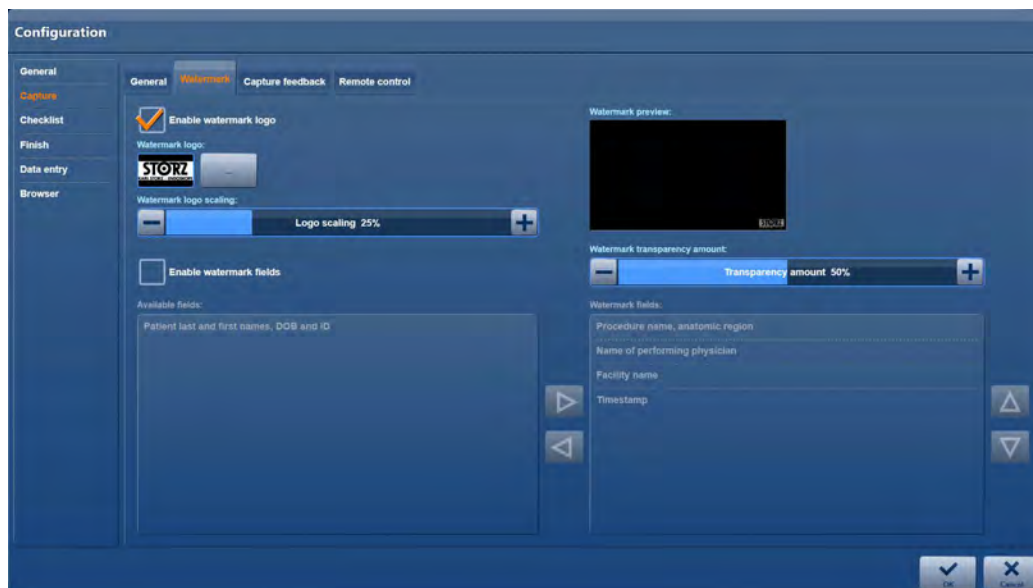 Configuration
General
Capture
Checklist
Finish
Data entry
Browser
General Watermark Capture feedback Remote control
Enable watermark logo
Watermark logo:
STORZ
...
Watermark logo scaling:
Logo scaling 25%
Enable watermark fields
Available fields:
Patient last and first names, DOB and ID
Watermark preview:
STORZ
Watermark transparency amount:
Transparency amount 50%
Watermark fields:
Procedure name, anatomic region
Name of performing physician
Facility name
Timestamp
OK
Cancel